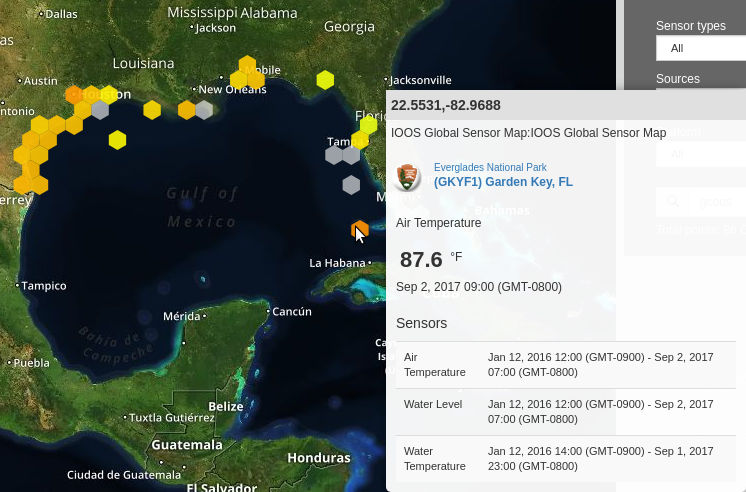 Dallas
Mississippi Alabama
Jackson
Georgia
as
Louisiana
Austin
Mobile
Jacksonville
Houston
New Orleans
ntonio
Flori
Tampa
errey
Gulf of
Mexico
M
La Habana
Tampico
Mérida
Cancún
Bahía de
Campeche
Puebla
Belize
Tuxtla Gutiérrez
Guatemala
Honduras
Ciudad de Guatemala
El Salvador
Sensor types
All
Sources
22.5531,-82.9688
IOOS Global Sensor Map:IOOS Global Sensor Map
Everglades National Park
(GKYF1) Garden Key, FL
Bahamas
Air Temperature
87.6 °F
Sep 2, 2017 09:00 (GMT-0800)
Sensors
Air Temperature
Jan 12, 2016 12:00 (GMT-0900) - Sep 2, 2017
07:00 (GMT-0800)
Water Level
Jan 12, 2016 12:00 (GMT-0900) - Sep 2, 2017
07:00 (GMT-0800)
Water Temperature
Jan 12, 2016 14:00 (GMT-0900) - Sep 1, 2017
23:00 (GMT-0800)